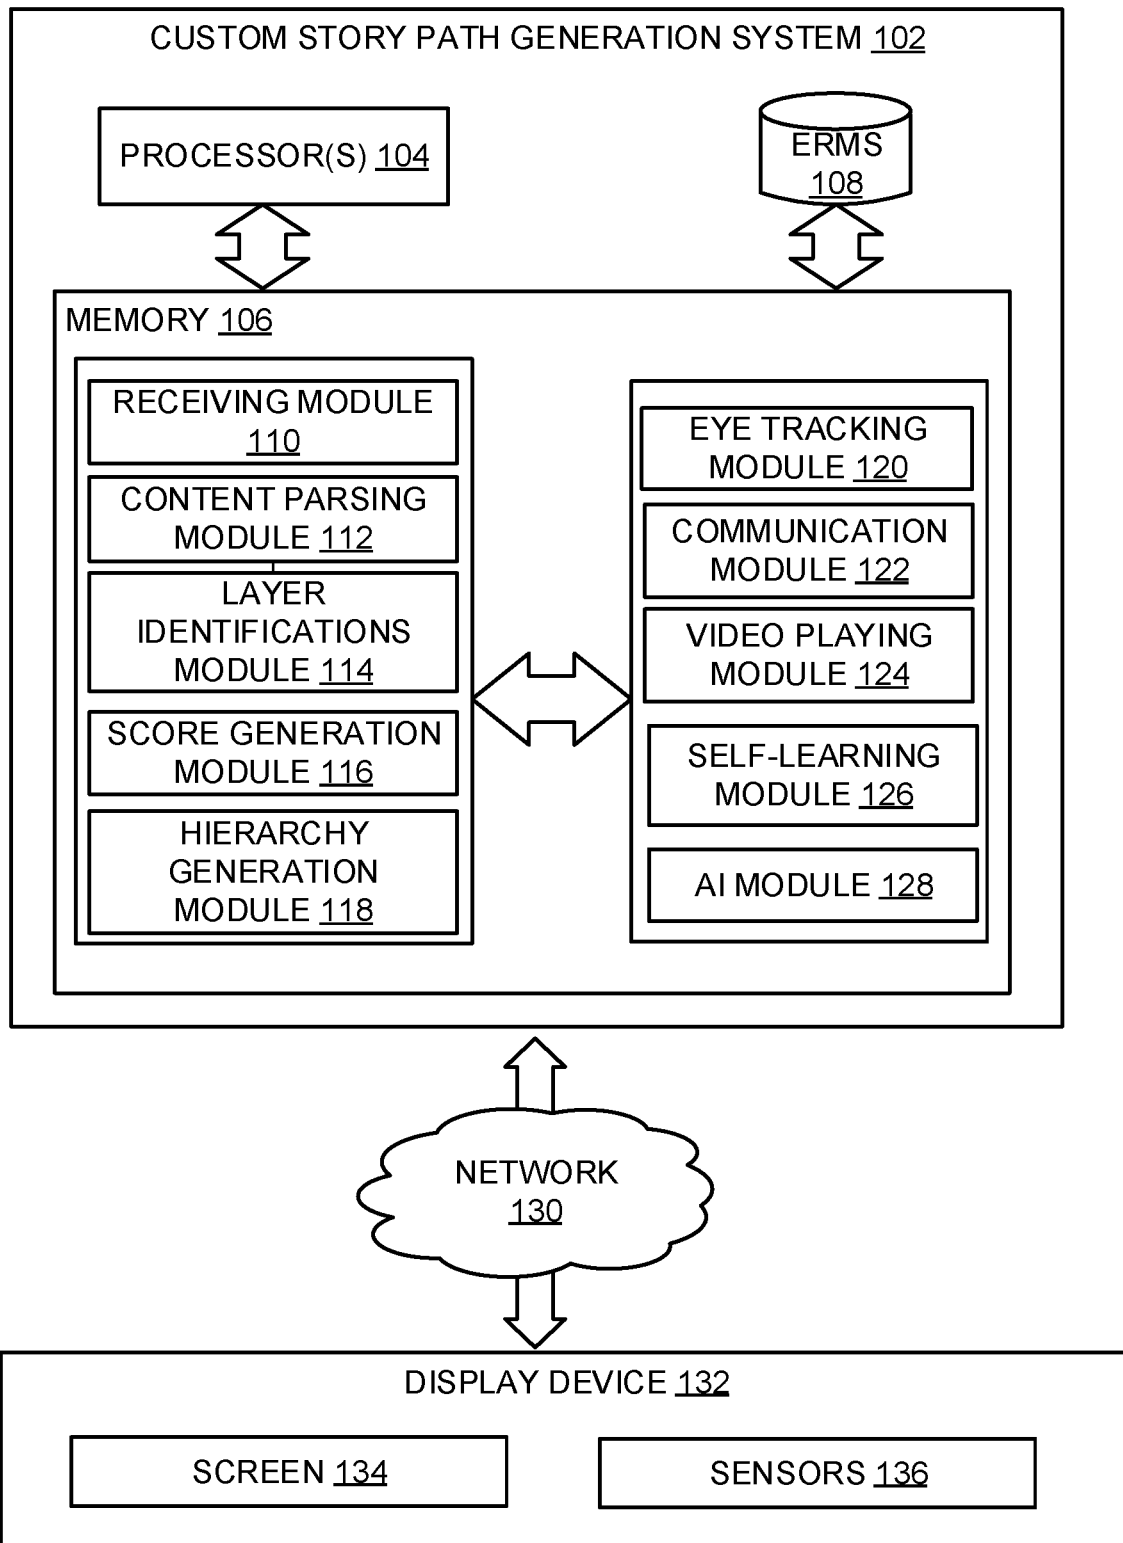 CUSTOM STORY PATH GENERATION SYSTEM 102
PROCESSOR(S) 104
ERMS
108
MEMORY 106
RECEIVING MODULE
110
CONTENT PARSING
MODULE 112
LAYER
IDENTIFICATIONS
MODULE 114
SCORE GENERATION
MODULE 116
HIERARCHY
GENERATION
MODULE 118
EYE TRACKING
MODULE 120
COMMUNICATION
MODULE 122
VIDEO PLAYING
MODULE 124
SELF-LEARNING
MODULE 126
AI MODULE 128
NETWORK
130
DISPLAY DEVICE 132
SCREEN 134
SENSORS 136